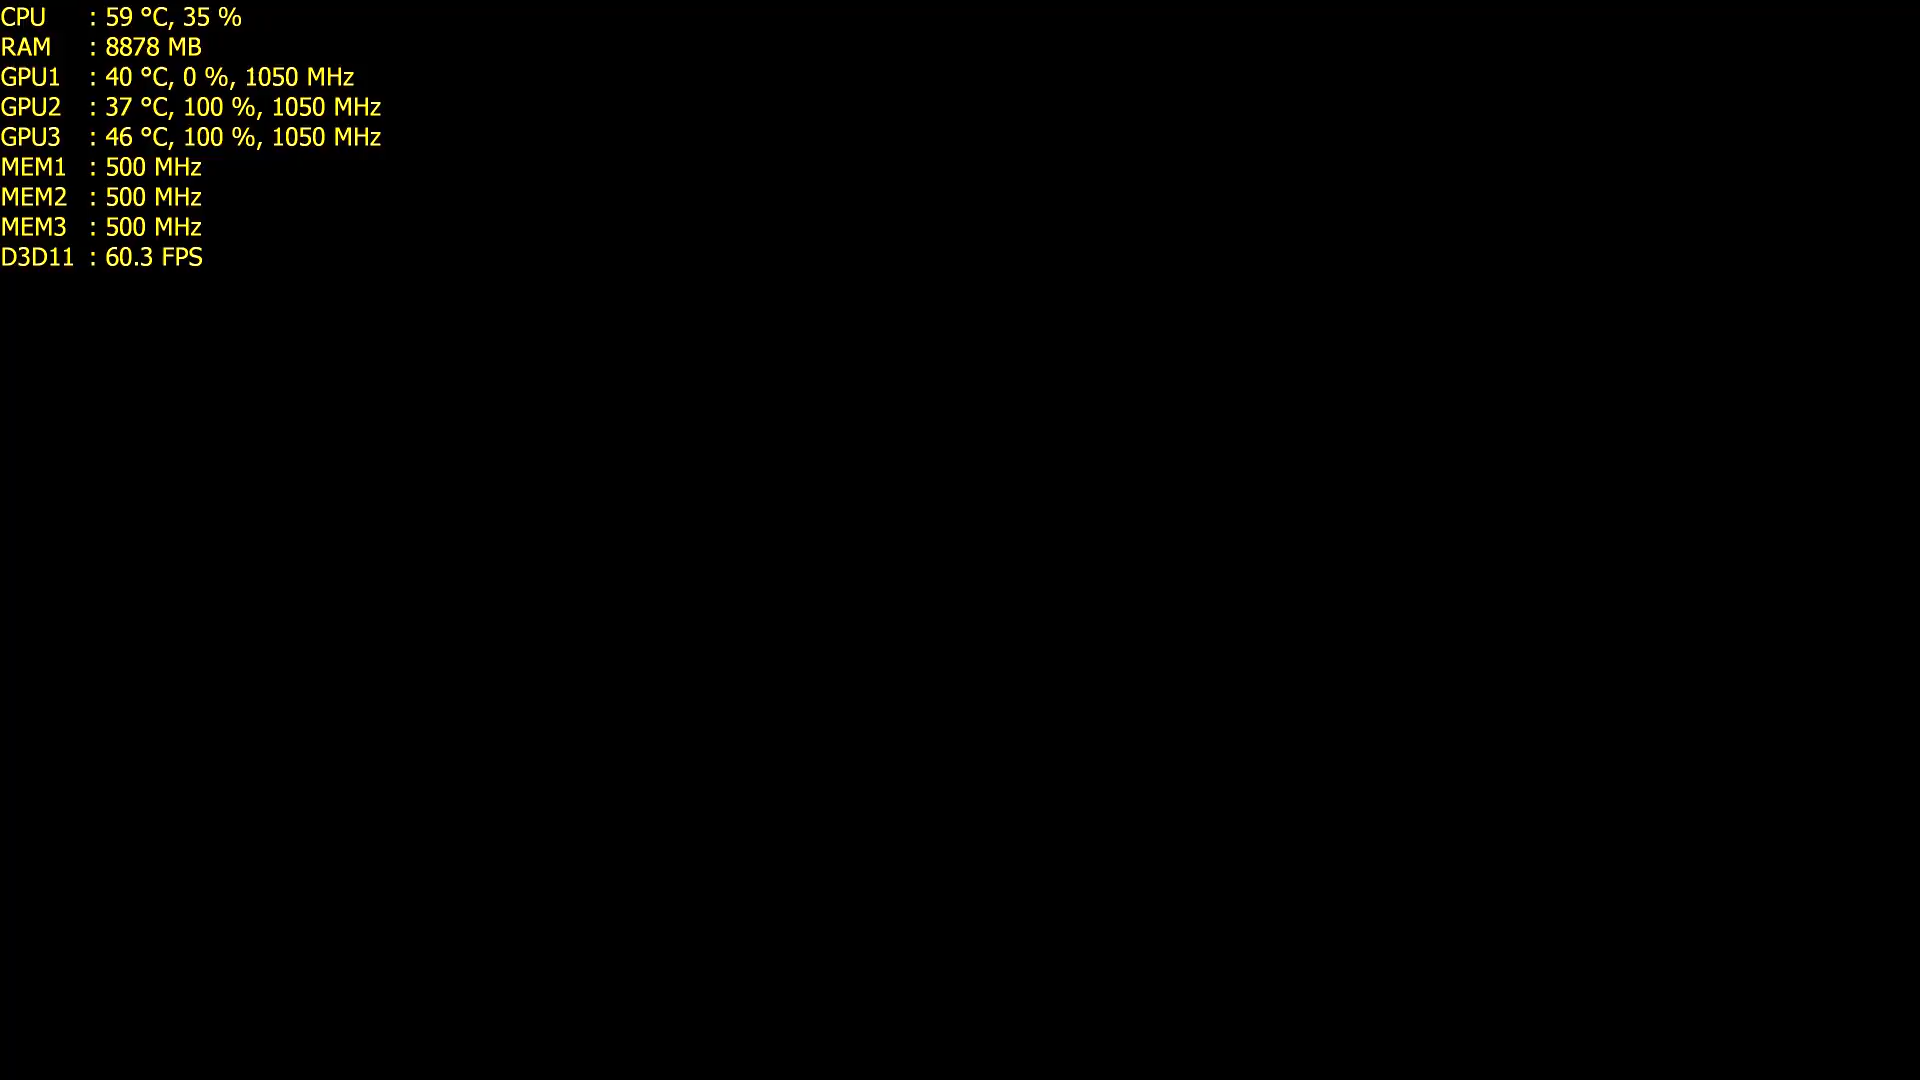 CPU : 59 °C, 35 %
RAM : 8878 MB
GPU1 : 40 °C, 0 %, 1050 MHz
GPU2 : 37 °C, 100 %, 1050 MHz
GPU3 : 46 °C, 100 %, 1050 MHz
MEM1 : 500 MHz
MEM2 : 500 MHz
MEM3 : 500 MHz
D3D11 : 60.3 FPS